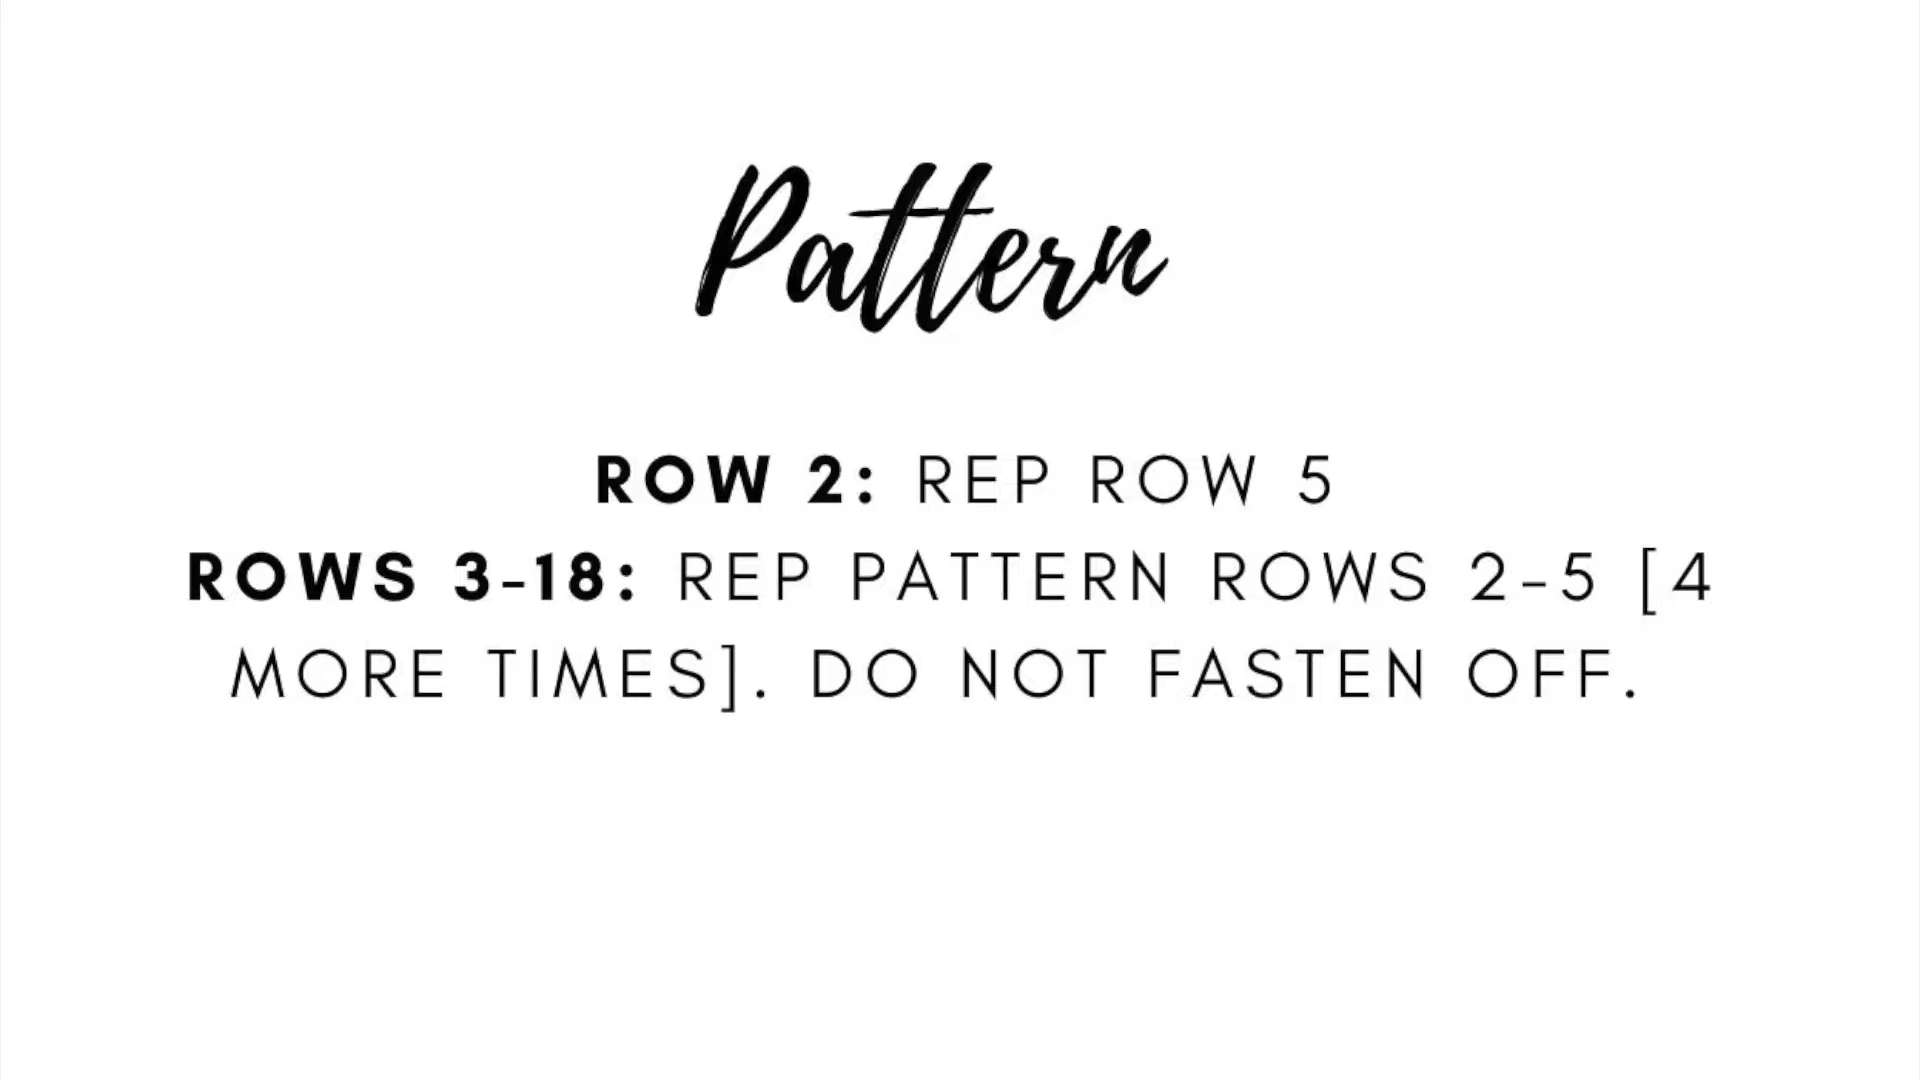 Pattern
ROW 2: REP ROW 5
ROWS 3-18: REP PATTERN ROWS 2-5 [4
MORE TIMES]. DO NOT FASTEN OFF.